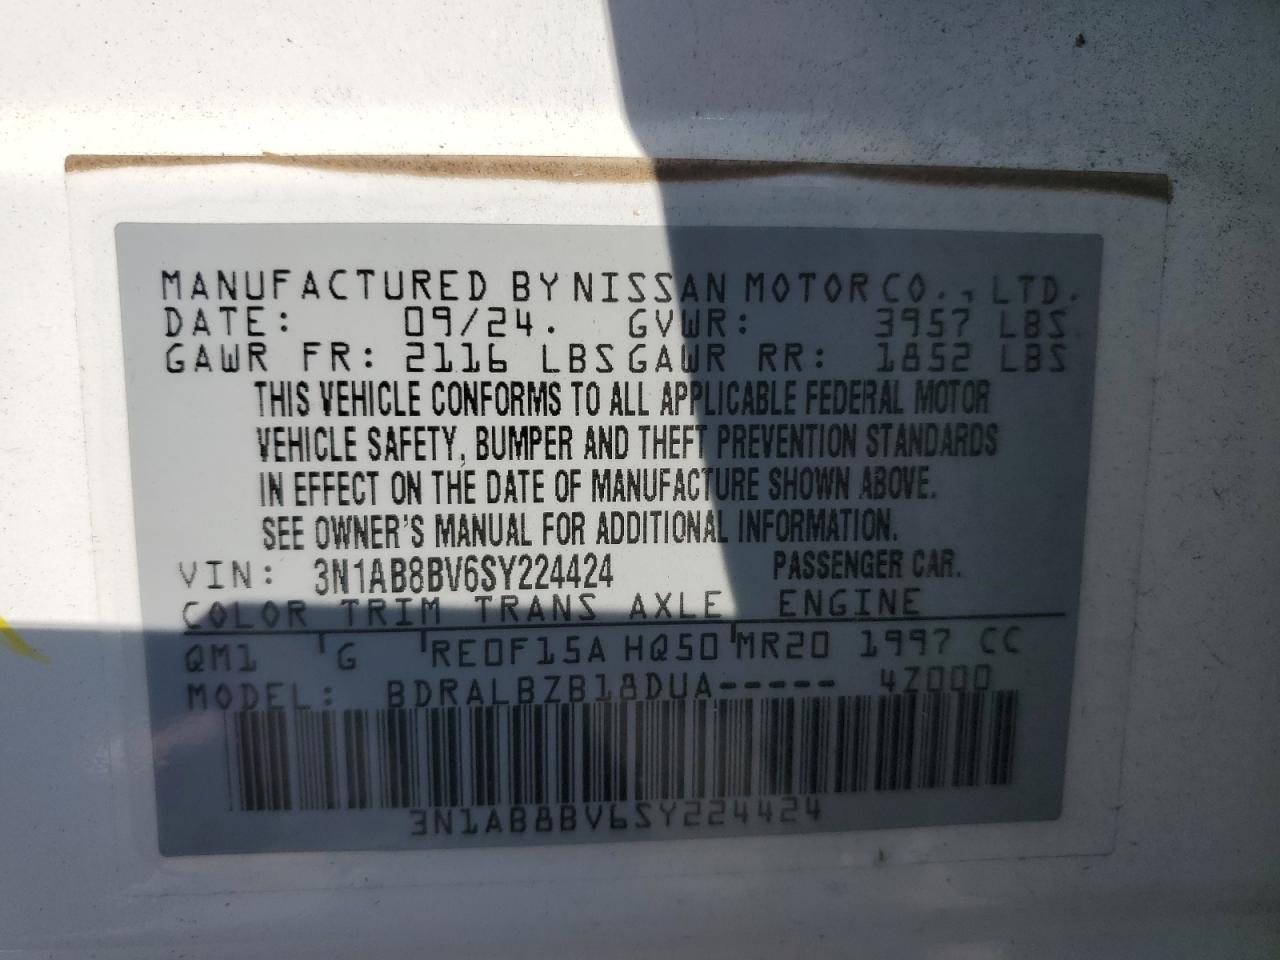 MANUFACTURED BY NISSAN MOTOR CO., LTD.
DATE: 09/24. GVWR: 3957 LBS
GAWR FR: 2116 LBS GAWR RR: 1852 LBS
THIS VEHICLE CONFORMS TO ALL APPLICABLE FEDERAL MOTOR
VEHICLE SAFETY, BUMPER AND THEFT PREVENTION STANDARDS
IN EFFECT ON THE DATE OF MANUFACTURE SHOWN ABOVE.
SEE OWNER'S MANUAL FOR ADDITIONAL INFORMATION.
VIN: 3N1AB8BV6SY224424 PASSENGER CAR.
COLOR TRIM TRANS AXLE ENGINE
QM1 G RE0F15A HQ50 MR20 1997 CC
MODEL: BDRALBZB18DUA----- 4Z000
3N1AB8BV6SY224424